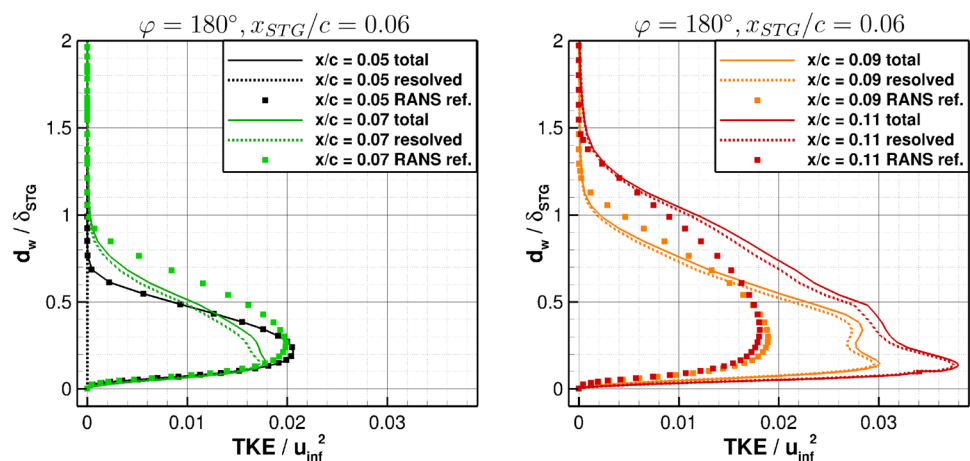 φ = 180°, x_STG/c = 0.06
2
1.5
1
0.5
0
d_w / δ_STG
x/c = 0.05 total
x/c = 0.05 resolved
x/c = 0.05 RANS ref.
x/c = 0.07 total
x/c = 0.07 resolved
x/c = 0.07 RANS ref.
0 0.01 0.02 0.03
TKE / u_inf^2
φ = 180°, x_STG/c = 0.06
2
1.5
1
0.5
0
d_w / δ_STG
x/c = 0.09 total
x/c = 0.09 resolved
x/c = 0.09 RANS ref.
x/c = 0.11 total
x/c = 0.11 resolved
x/c = 0.11 RANS ref.
0 0.01 0.02 0.03
TKE / u_inf^2